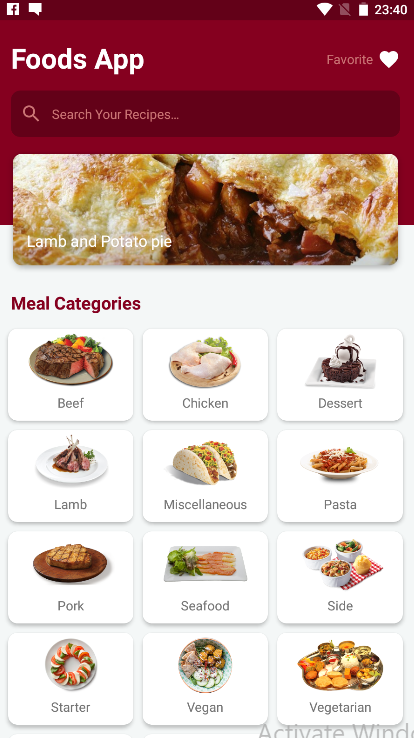 23:40
Foods App
Favorite
Search Your Recipes...
Lamb and Potato pie
Meal Categories
Beef
Chicken
Dessert
Lamb
Miscellaneous
Pasta
Pork
Seafood
Side
Starter
Vegan
Vegetarian
Activate